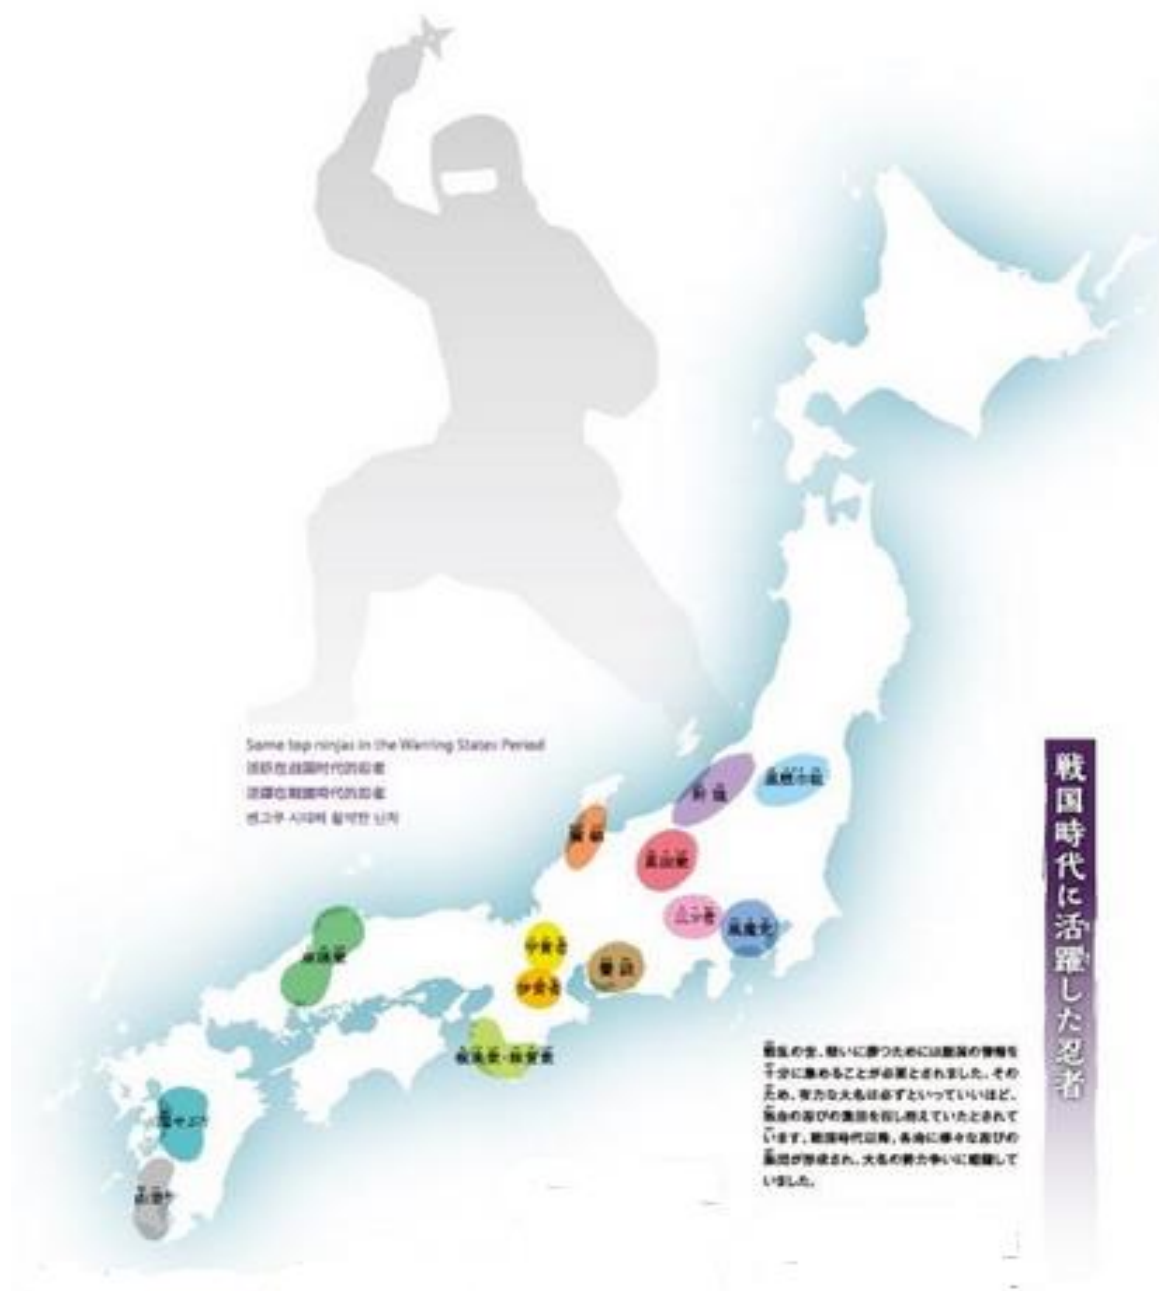 戦国時代に活躍した忍者
Some top ninjas in the Warring States Period
活跃在战国时代的忍者
活躍在戰國時代的忍者
센고쿠 시대에 활약한 닌자
軒猿
真田衆
三ツ者
風魔党
甲賀者
伊賀者
饗談
根来衆・雑賀衆
戦乱の世、戦いに勝つためには敵国の情報を
十分に集めることが必要とされました。その
ため、有力な大名は必ずといっていいほど、
独自の忍びの集団を召し抱えていたとされて
います。戦国時代以降、各地に様々な忍びの
集団が形成され、大名の勢力争いに暗躍して
いました。